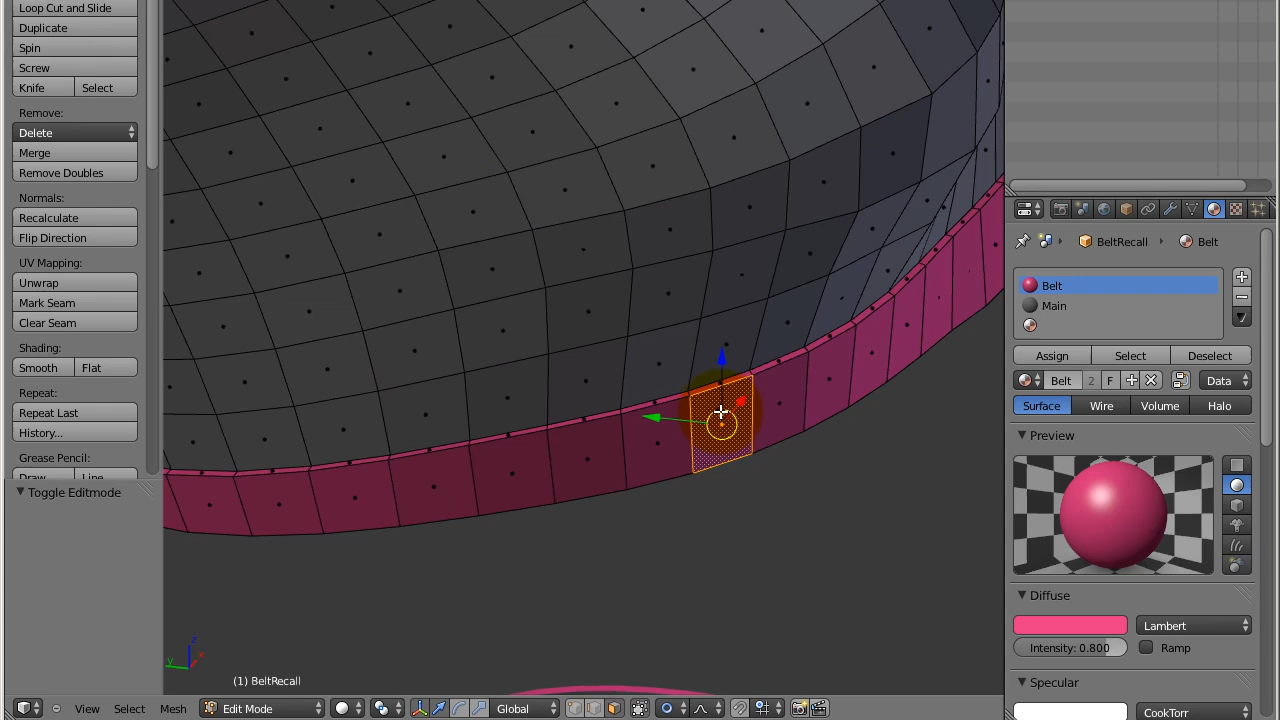 Loop Cut and Slide
Duplicate
Spin
Screw
Knife Select
Remove:
Delete
Merge
Remove Doubles
Normals:
Recalculate
Flip Direction
UV Mapping:
Unwrap
Mark Seam
Clear Seam
Shading:
Smooth Flat
Repeat:
Repeat Last
History...
Grease Pencil:
Draw Line
Toggle Editmode
z
y x
(1) BeltRecall
View Select Mesh Edit Mode Global
BeltRecall Belt
Belt
Main
Assign Select Deselect
Belt 2 F Data
Surface Wire Volume Halo
Preview
Diffuse
Lambert
Intensity: 0.800 Ramp
Specular
CookTorr